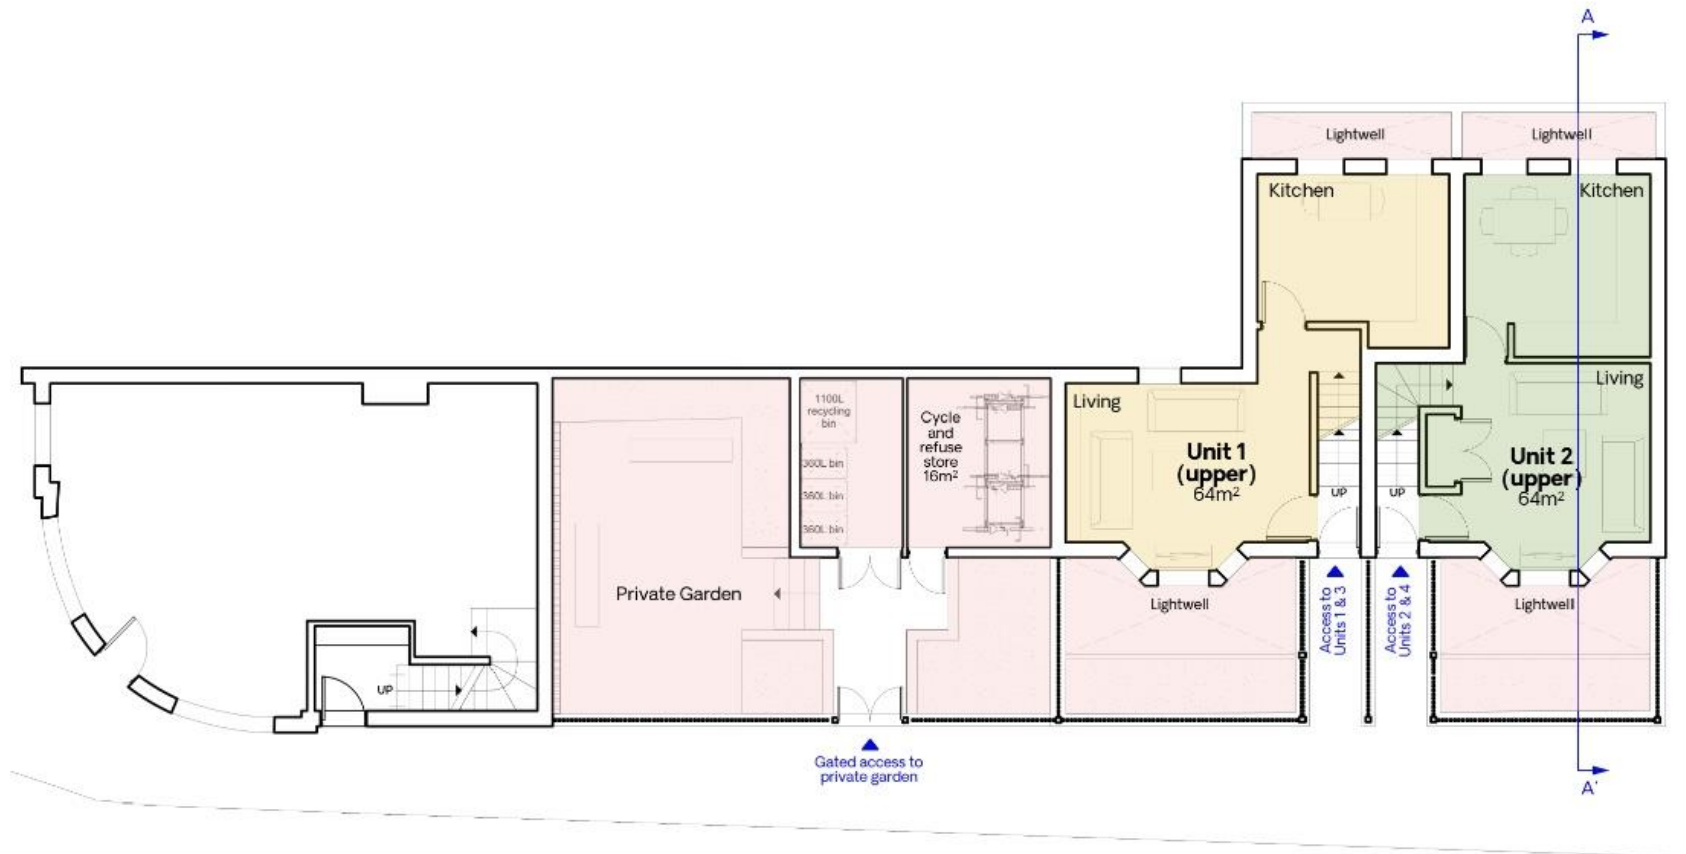 A
Lightwell
Lightwell
Kitchen
Kitchen
Living
Living
1100L
recycling
bin
360L bin
360L bin
360L bin
Cycle
and
refuse
store
16m²
Unit 1
(upper)
64m²
Unit 2
(upper)
64m²
UP
UP
Private Garden
Lightwell
Access to
Units 1 & 3
Access to
Units 2 & 4
Lightwell
UP
Gated access to
private garden
A'